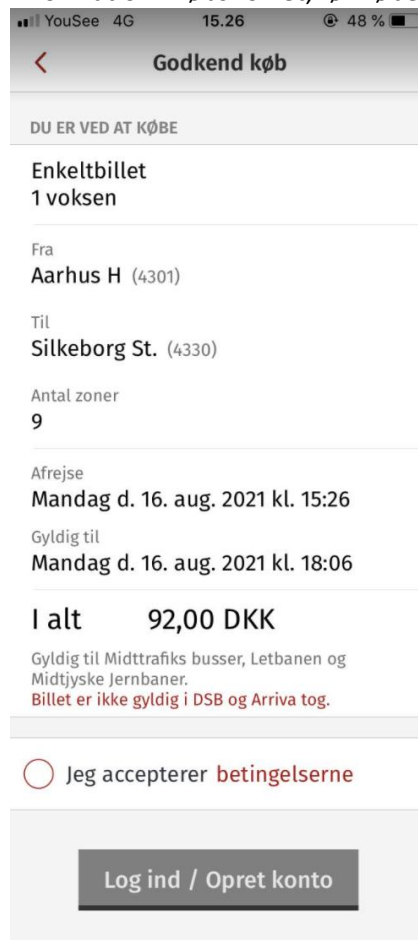 YouSee 4G 15.26 48 %
Godkend køb
DU ER VED AT KØBE
Enkeltbillet
1 voksen
Fra
Aarhus H (4301)
Til
Silkeborg St. (4330)
Antal zoner
9
Afrejse
Mandag d. 16. aug. 2021 kl. 15:26
Gyldig til
Mandag d. 16. aug. 2021 kl. 18:06
I alt 92,00 DKK
Gyldig til Midttrafiks busser, Letbanen og
Midtjyske Jernbaner.
Billet er ikke gyldig i DSB og Arriva tog.
Jeg accepterer betingelserne
Log ind / Opret konto